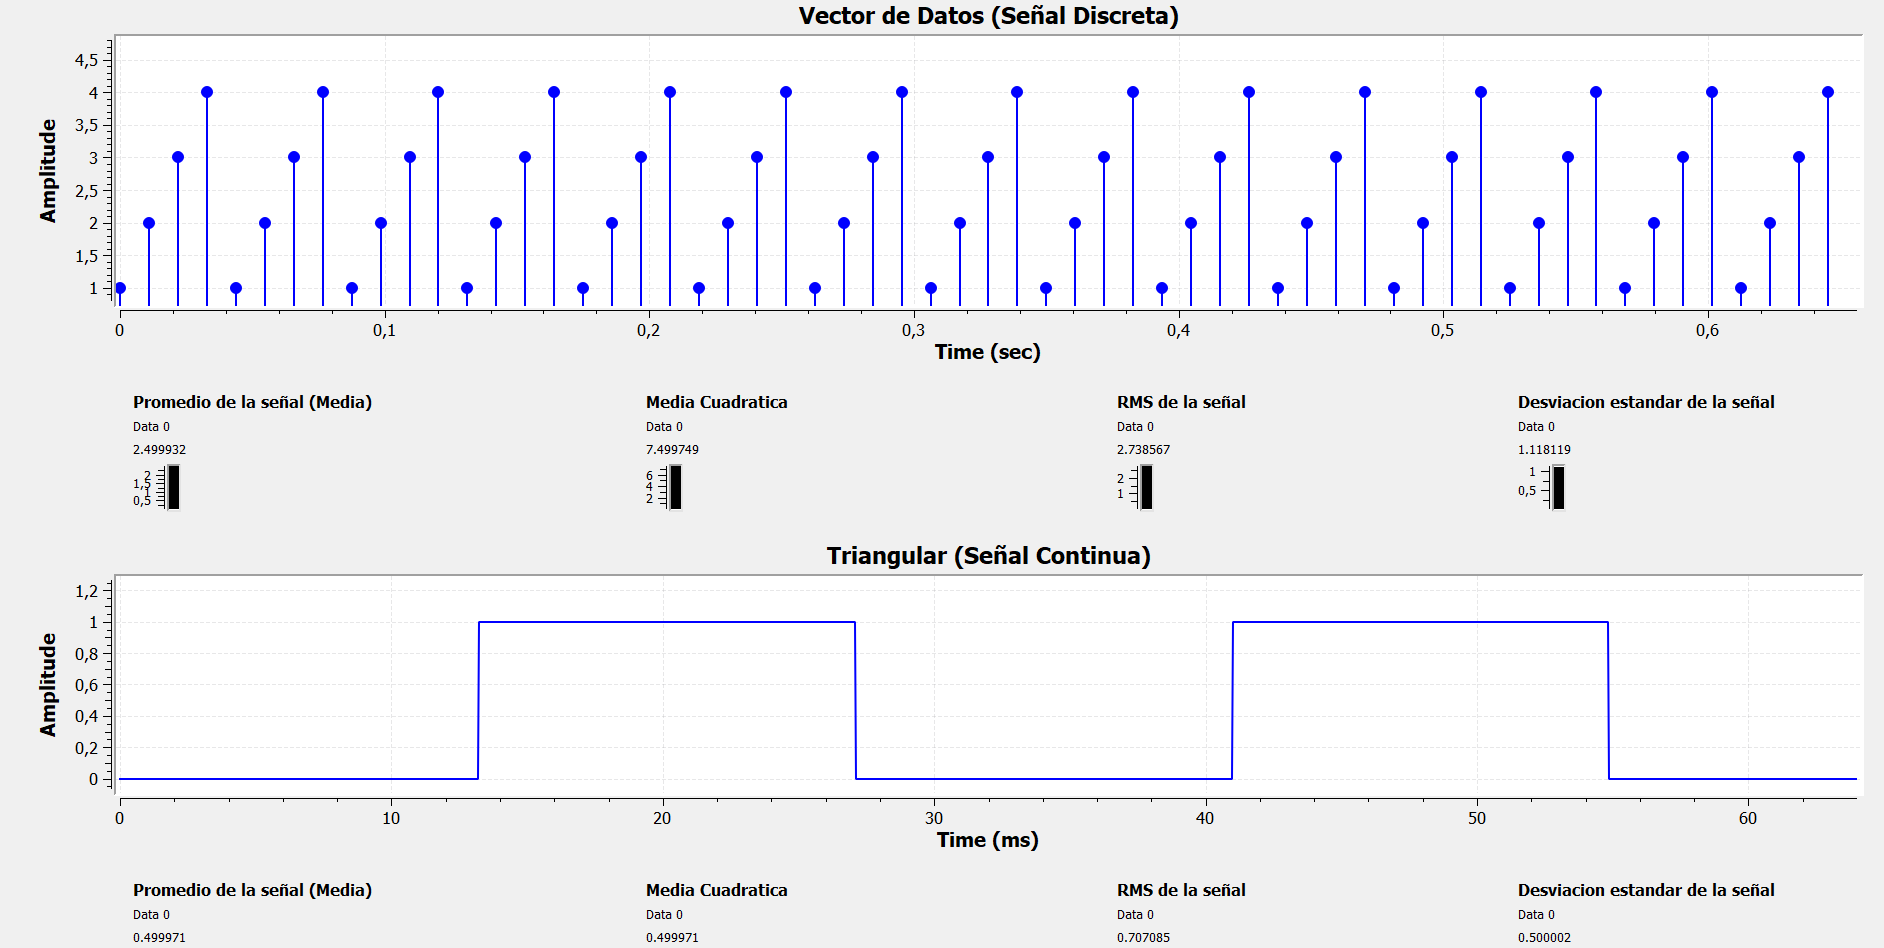 Vector de Datos (Señal Discreta)
Amplitude
4,5
4
3,5
3
2,5
2
1,5
1
0 0,1 0,2 0,3 0,4 0,5 0,6
Time (sec)
Promedio de la señal (Media) Media Cuadratica RMS de la señal Desviacion estandar de la señal
Data 0 Data 0 Data 0 Data 0
2.499932 7.499749 2.738567 1.118119
2 6 2 1
1,5 4 1 0,5
1 2
0,5
Triangular (Señal Continua)
Amplitude
1,2
1
0,8
0,6
0,4
0,2
0
0 10 20 30 40 50 60
Time (ms)
Promedio de la señal (Media) Media Cuadratica RMS de la señal Desviacion estandar de la señal
Data 0 Data 0 Data 0 Data 0
0.499971 0.499971 0.707085 0.500002